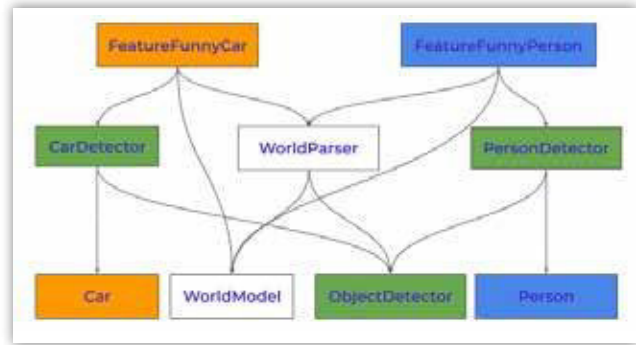 FeatureFunnyCar
FeatureFunnyPerson
CarDetector
WorldParser
PersonDetector
Car
WorldModel
ObjectDetector
Person